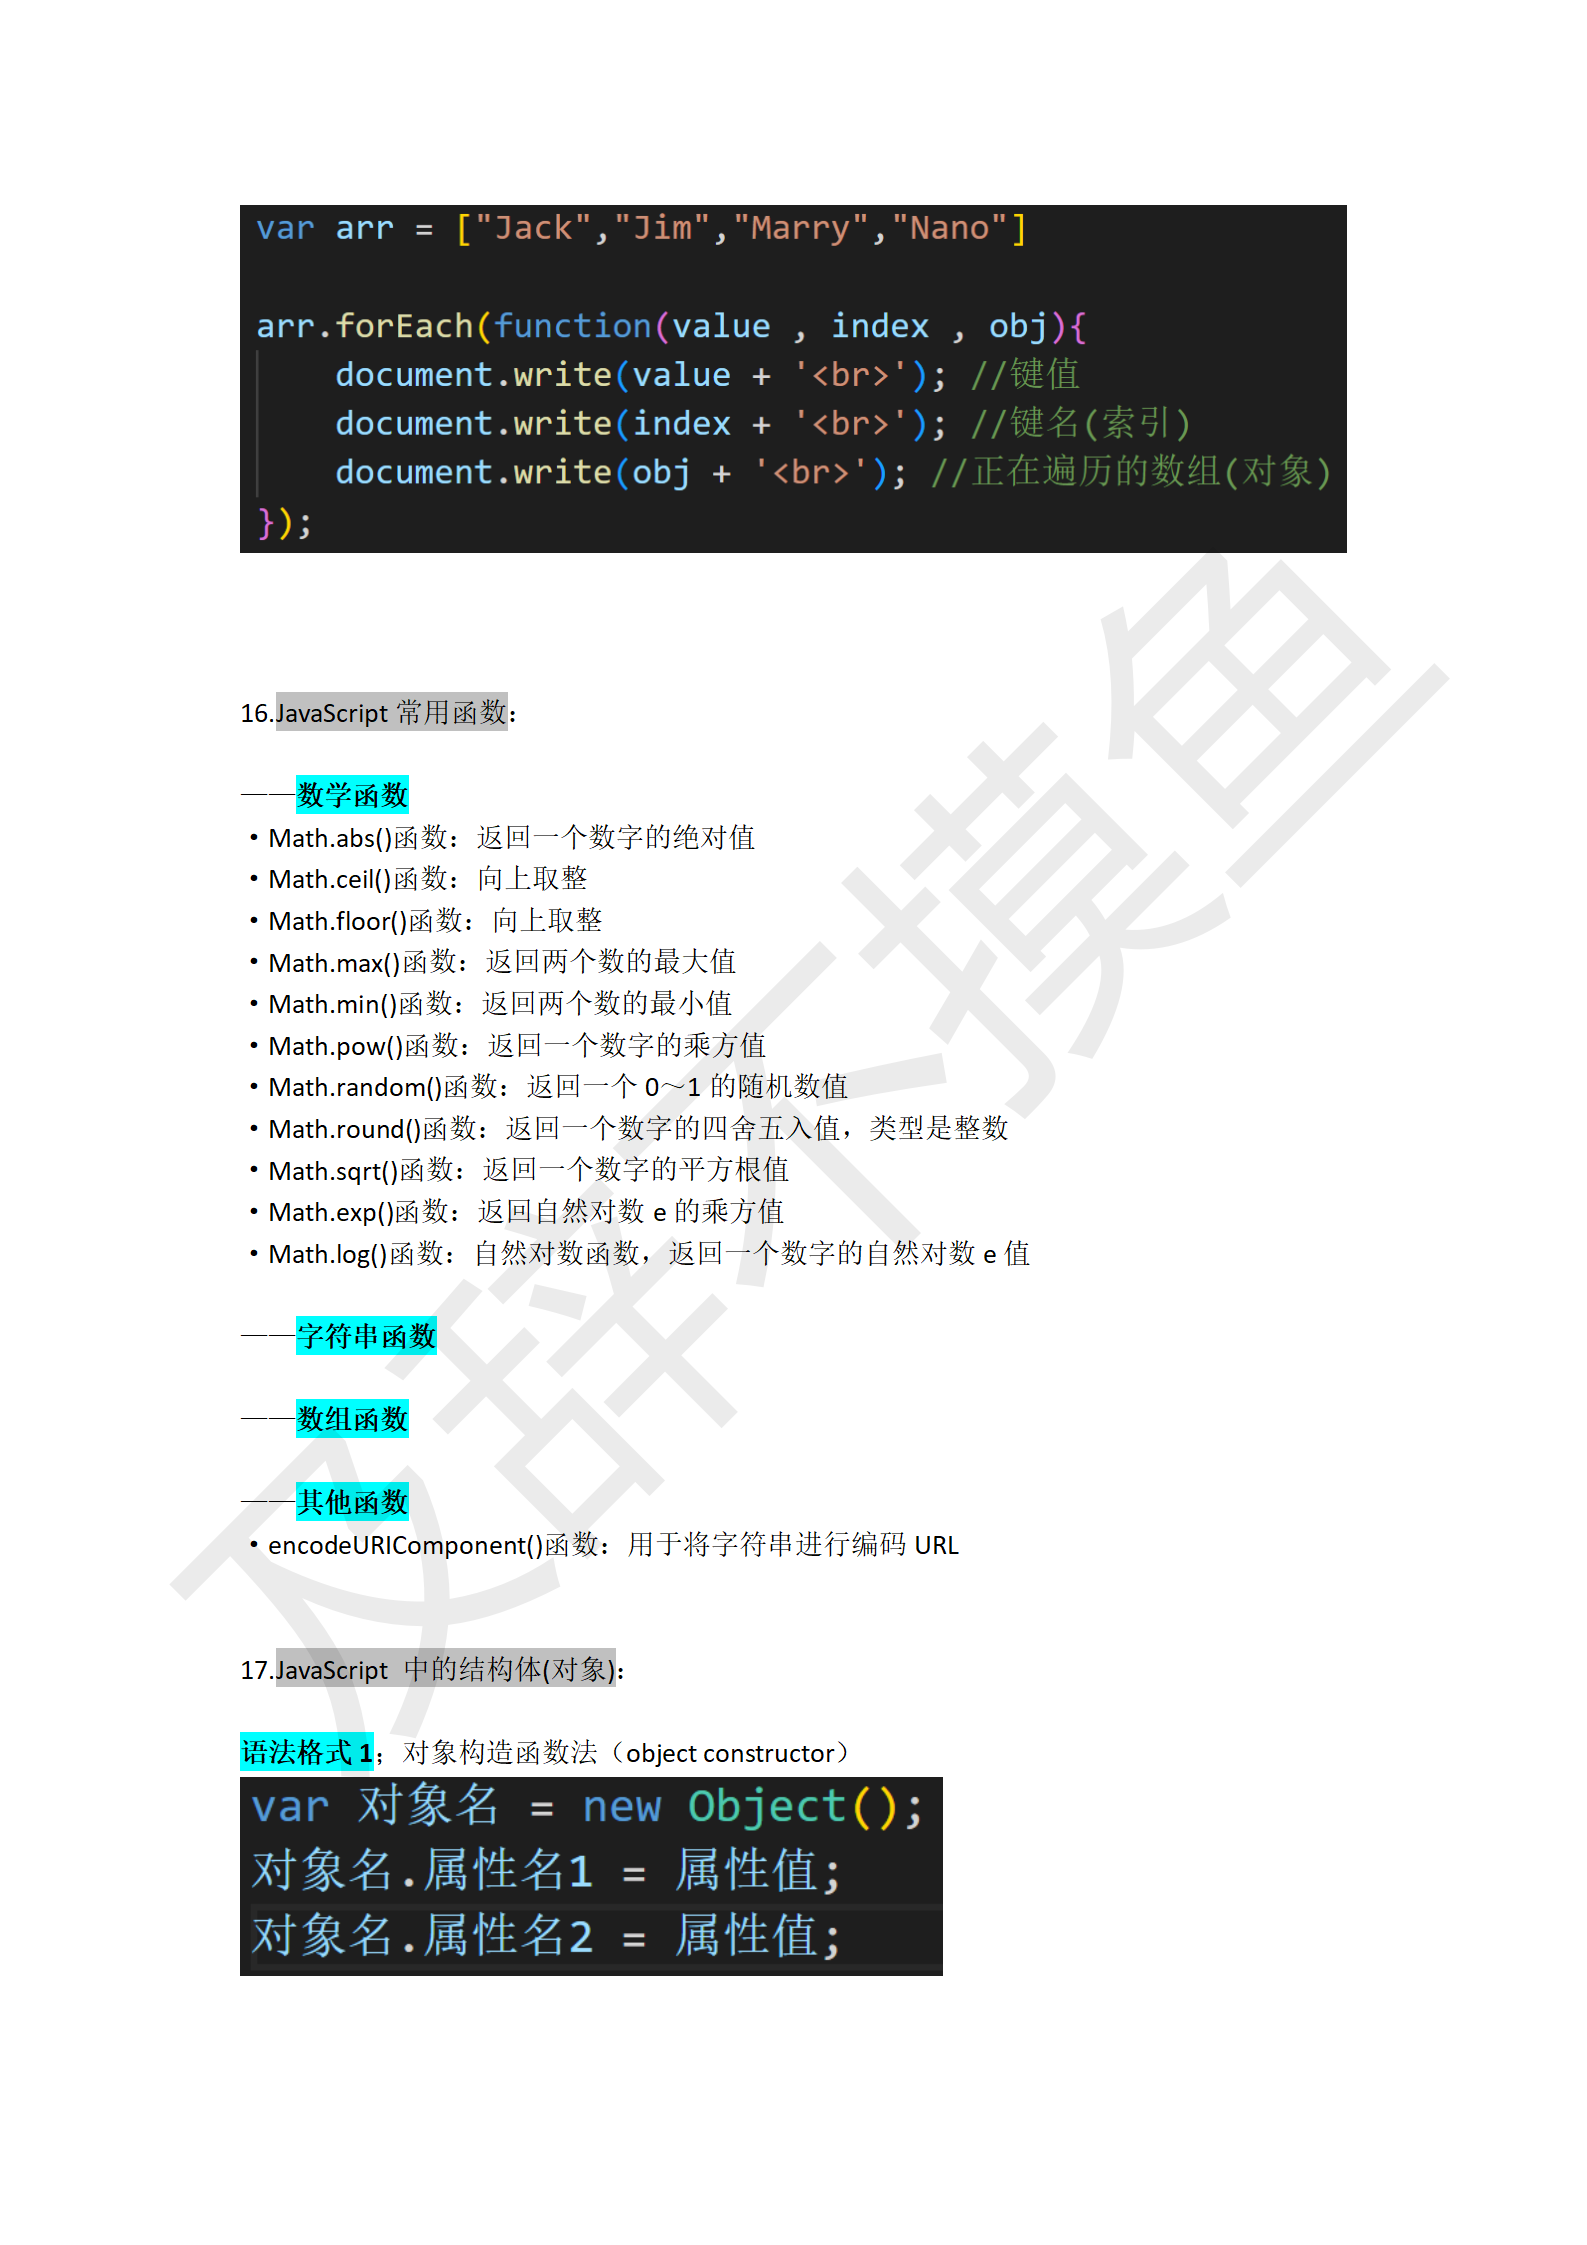 var arr = ["Jack","Jim","Marry","Nano"]
arr.forEach(function(value , index , obj){
document.write(value + '<br>'); //键值
document.write(index + '<br>'); //键名(索引)
document.write(obj + '<br>'); //正在遍历的数组(对象)
});
16.JavaScript 常用函数：
——数学函数
·Math.abs()函数：返回一个数字的绝对值
·Math.ceil()函数：向上取整
·Math.floor()函数：向上取整
·Math.max()函数：返回两个数的最大值
·Math.min()函数：返回两个数的最小值
·Math.pow()函数：返回一个数字的乘方值
·Math.random()函数：返回一个 0～1 的随机数值
·Math.round()函数：返回一个数字的四舍五入值，类型是整数
·Math.sqrt()函数：返回一个数字的平方根值
·Math.exp()函数：返回自然对数 e 的乘方值
·Math.log()函数：自然对数函数，返回一个数字的自然对数 e 值
——字符串函数
——数组函数
——其他函数
·encodeURIComponent()函数：用于将字符串进行编码 URL
17.JavaScript 中的结构体(对象)：
语法格式 1；对象构造函数法（object constructor）
var 对象名 = new Object();
对象名.属性名1 = 属性值;
对象名.属性名2 = 属性值;
及辞不摸鱼